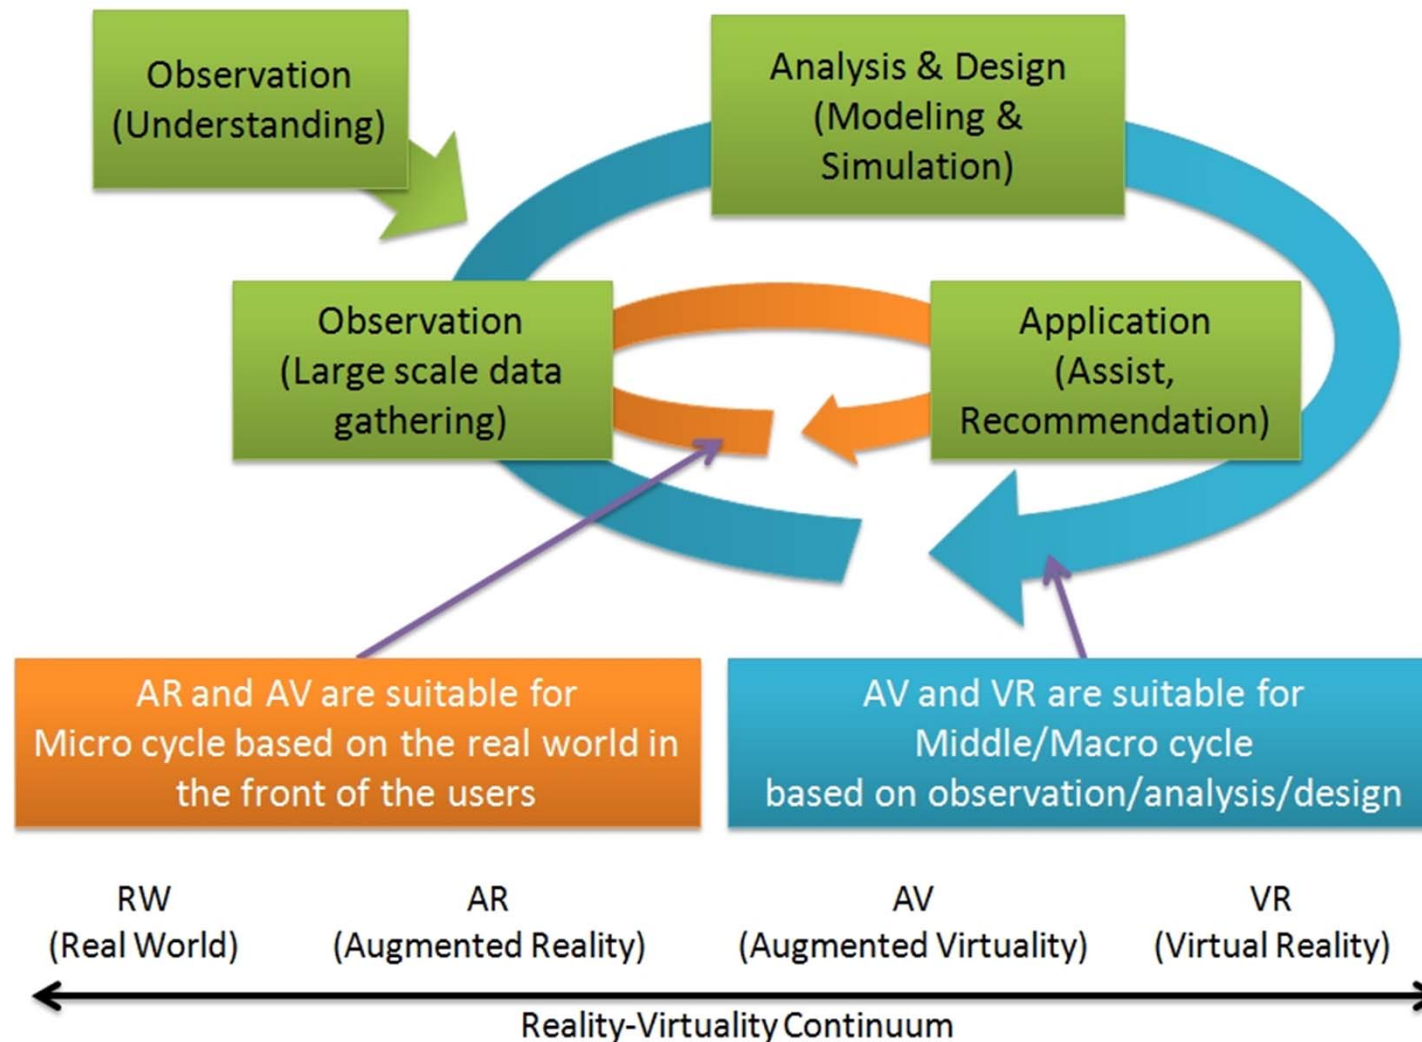 Observation
(Understanding)
Analysis & Design
(Modeling &
Simulation)
Observation
(Large scale data
gathering)
Application
(Assist,
Recommendation)
AR and AV are suitable for
Micro cycle based on the real world in
the front of the users
AV and VR are suitable for
Middle/Macro cycle
based on observation/analysis/design
RW
(Real World)
AR
(Augmented Reality)
AV
(Augmented Virtuality)
VR
(Virtual Reality)
Reality-Virtuality Continuum